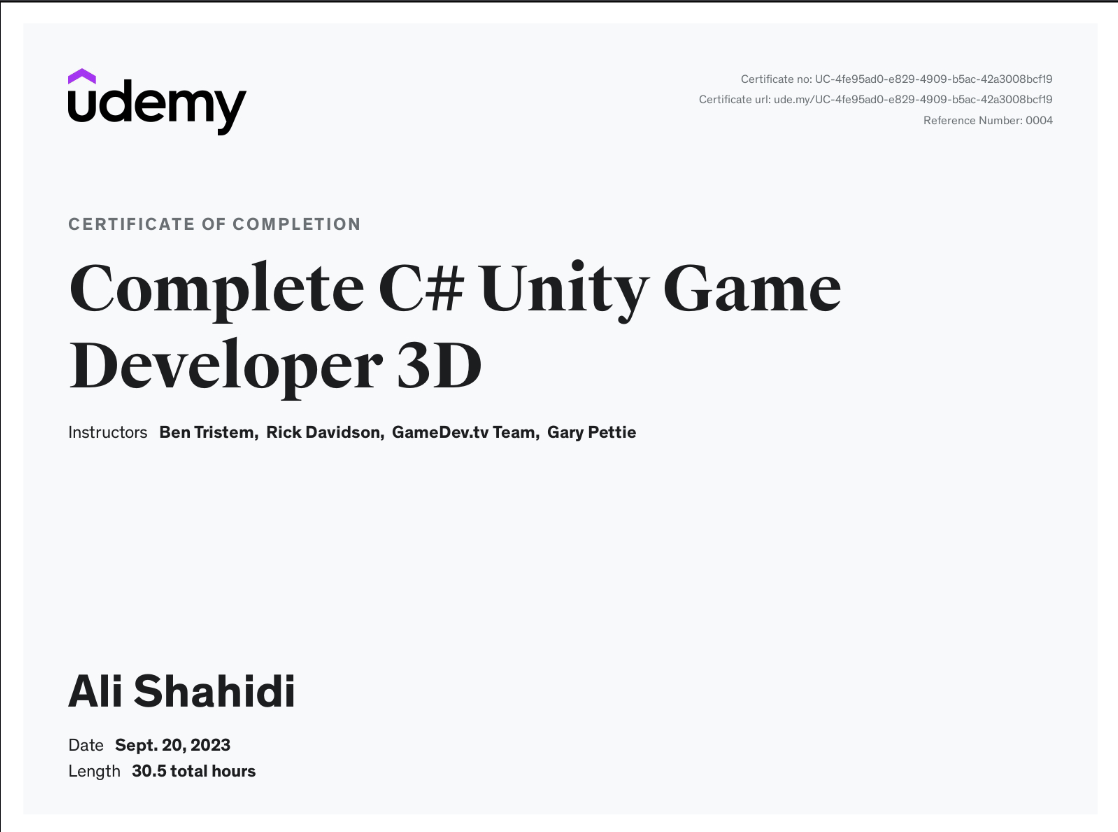 udemy
Certificate no: UC-4fe95ad0-e829-4909-b5ac-42a3008bcf19
Certificate url: ude.my/UC-4fe95ad0-e829-4909-b5ac-42a3008bcf19
Reference Number: 0004
CERTIFICATE OF COMPLETION
Complete C# Unity Game
Developer 3D
Instructors Ben Tristem, Rick Davidson, GameDev.tv Team, Gary Pettie
Ali Shahidi
Date Sept. 20, 2023
Length 30.5 total hours